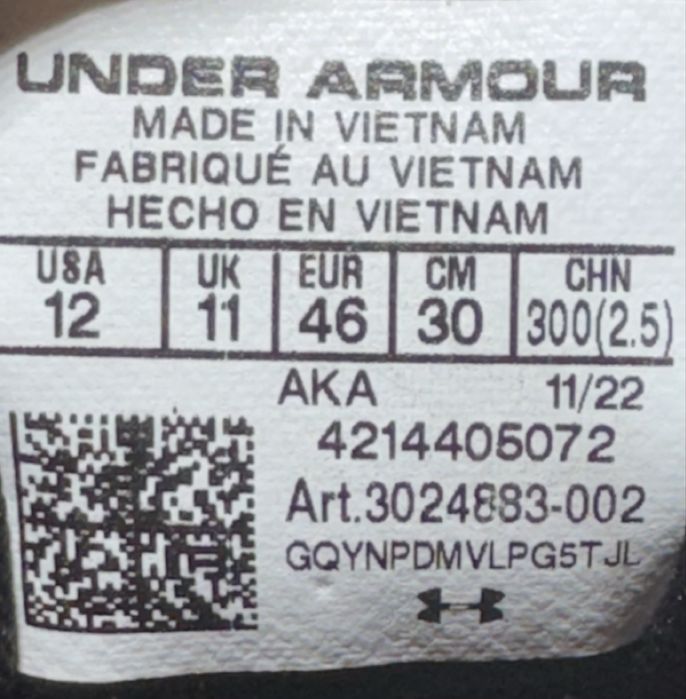 UNDER ARMOUR
MADE IN VIETNAM
FABRIQUÉ AU VIETNAM
HECHO EN VIETNAM
USA UK EUR CM CHN
12 11 46 30 300(2.5)
AKA 11/22
4214405072
Art.3024883-002
GQYNPDMVLPG5TJL